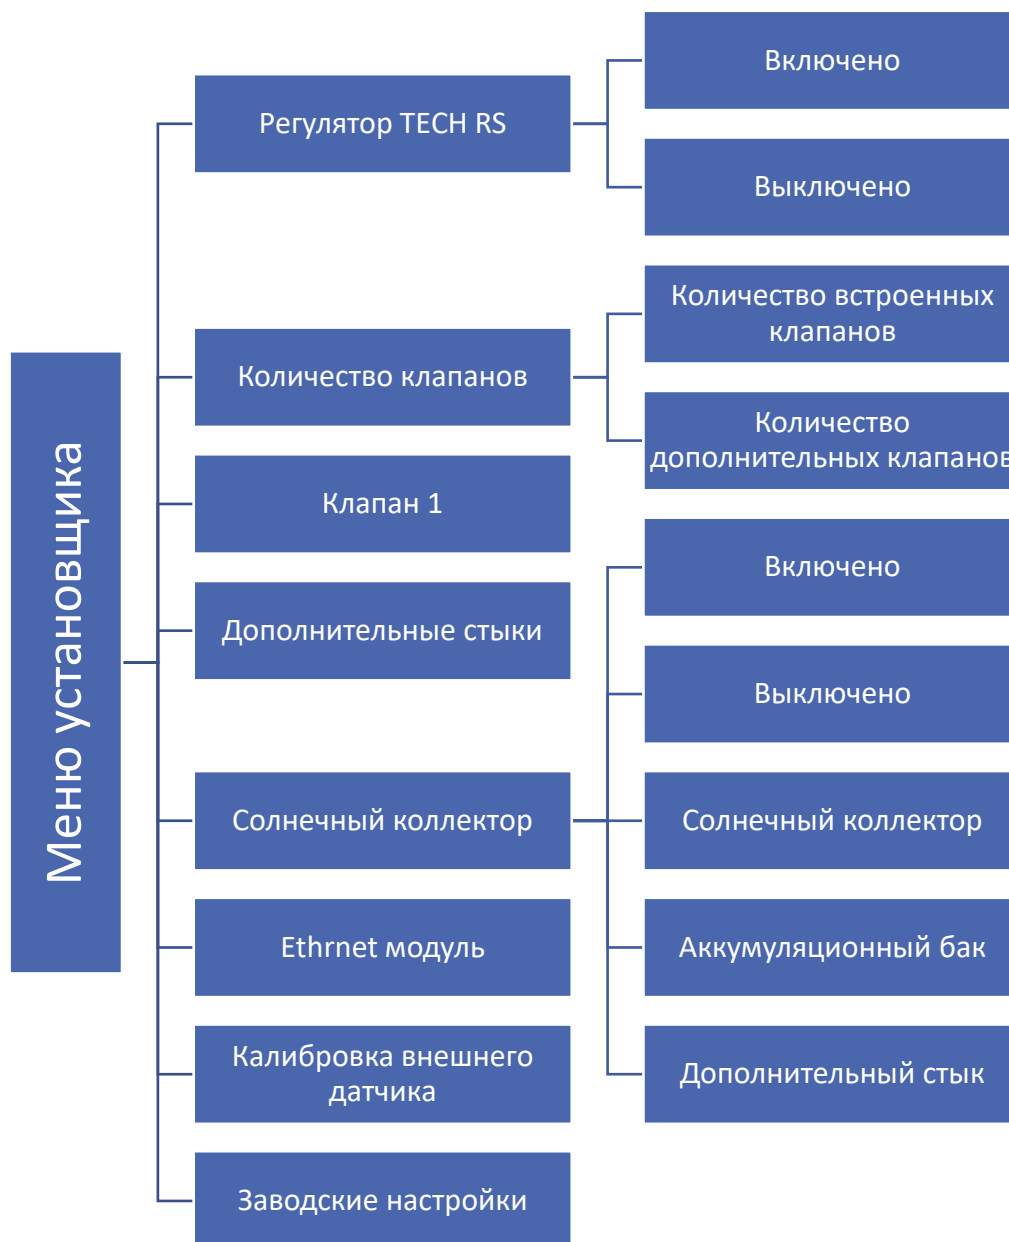 Меню установщика
Регулятор TECH RS
Включено
Выключено
Количество клапанов
Количество встроенных
клапанов
Количество
дополнительных клапанов
Клапан 1
Дополнительные стыки
Солнечный коллектор
Включено
Выключено
Солнечный коллектор
Аккумуляционный бак
Дополнительный стык
Ethrnet модуль
Калибровка внешнего
датчика
Заводские настройки